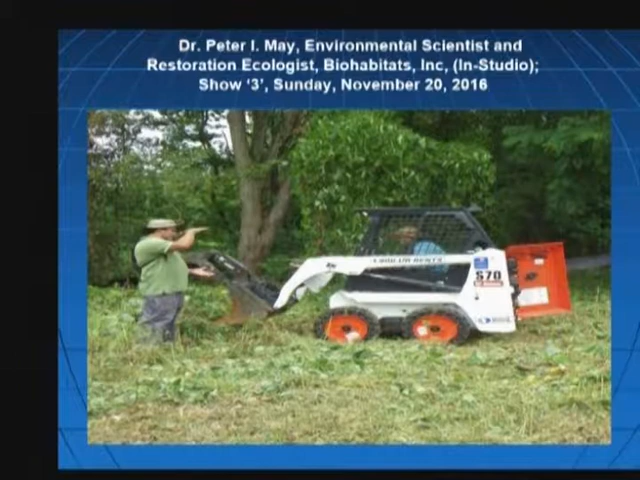 Dr. Peter I. May, Environmental Scientist and
Restoration Ecologist, Biohabitats, Inc, (In-Studio);
Show ‘3’, Sunday, November 20, 2016
S70